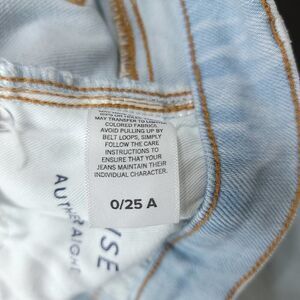 MAY TRANSFER TO LIGHTER
COLORED FABRICS.
AVOID PULLING UP BY
BELT LOOPS, SIMPLY
FOLLOW THE CARE
INSTRUCTIONS TO
ENSURE THAT YOUR
JEANS MAINTAIN THEIR
INDIVIDUAL CHARACTER.
0/25 A